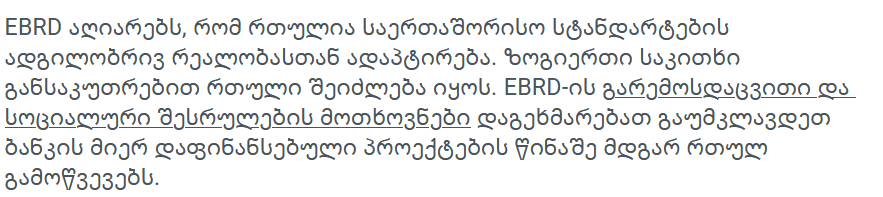 EBRD აღიარებს, რომ რთულია საერთაშორისო სტანდარტების
ადგილობრივ რეალობასთან ადაპტირება. ზოგიერთი საკითხი
განსაკუთრებით რთული შეიძლება იყოს. EBRD-ის გარემოსდაცვითი და
სოციალური შესრულების მოთხოვნები დაგეხმარებათ გაუმკლავდეთ
ბანკის მიერ დაფინანსებული პროექტების წინაშე მდგარ რთულ
გამოწვევებს.